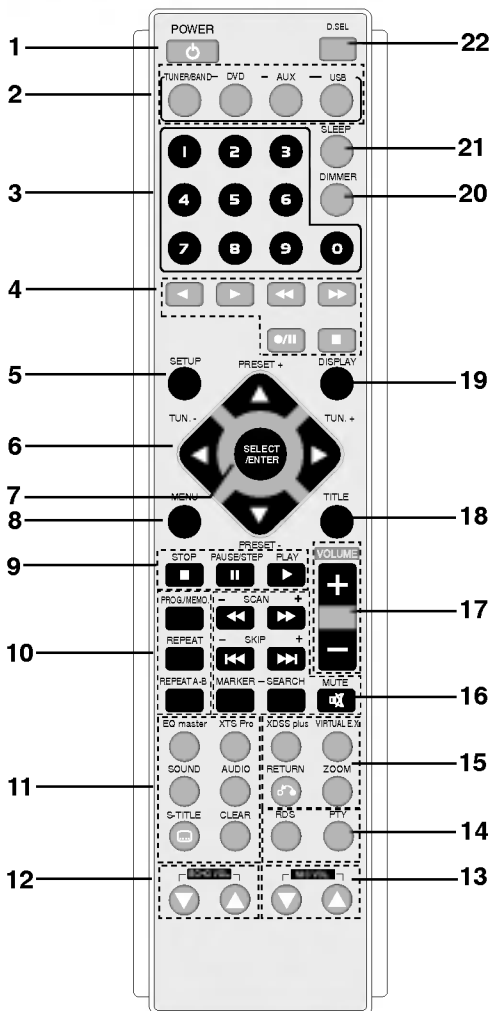 POWER
D.SEL
1
22
2
TUNER/BAND
DVD
AUX
USB
SLEEP
21
1 2 3
3
DIMMER
20
4 5 6
7 8 9 0
4
5
SETUP
PRESET +
DISPLAY
19
TUN. -
TUN. +
6
SELECT
/ENTER
7
8
MENU
TITLE
18
PRESET -
9
STOP
PAUSE/STEP
PLAY
VOLUME
+
PROG./MEMO.
– SCAN +
17
10
REPEAT
– SKIP +
–
REPEAT A-B
MARKER
SEARCH
MUTE
16
EQ master
XTS Pro
XDSS plus
VIRTUAL E.X
11
SOUND
AUDIO
RETURN
ZOOM
15
S-TITLE
CLEAR
RDS
PTY
14
12
13